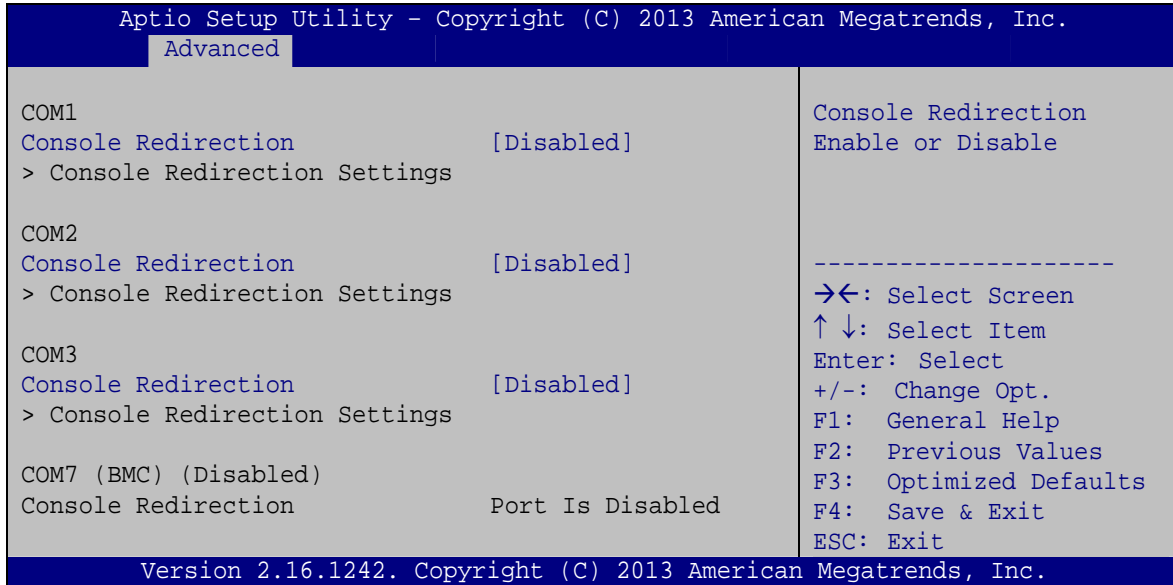 Aptio Setup Utility – Copyright (C) 2013 American Megatrends, Inc.
Advanced
COM1
Console Redirection [Disabled]
> Console Redirection Settings
COM2
Console Redirection [Disabled]
> Console Redirection Settings
COM3
Console Redirection [Disabled]
> Console Redirection Settings
COM7 (BMC) (Disabled)
Console Redirection Port Is Disabled
Console Redirection
Enable or Disable
---------------------
→←: Select Screen
↑ ↓: Select Item
Enter: Select
+/-: Change Opt.
F1: General Help
F2: Previous Values
F3: Optimized Defaults
F4: Save & Exit
ESC: Exit
Version 2.16.1242. Copyright (C) 2013 American Megatrends, Inc.